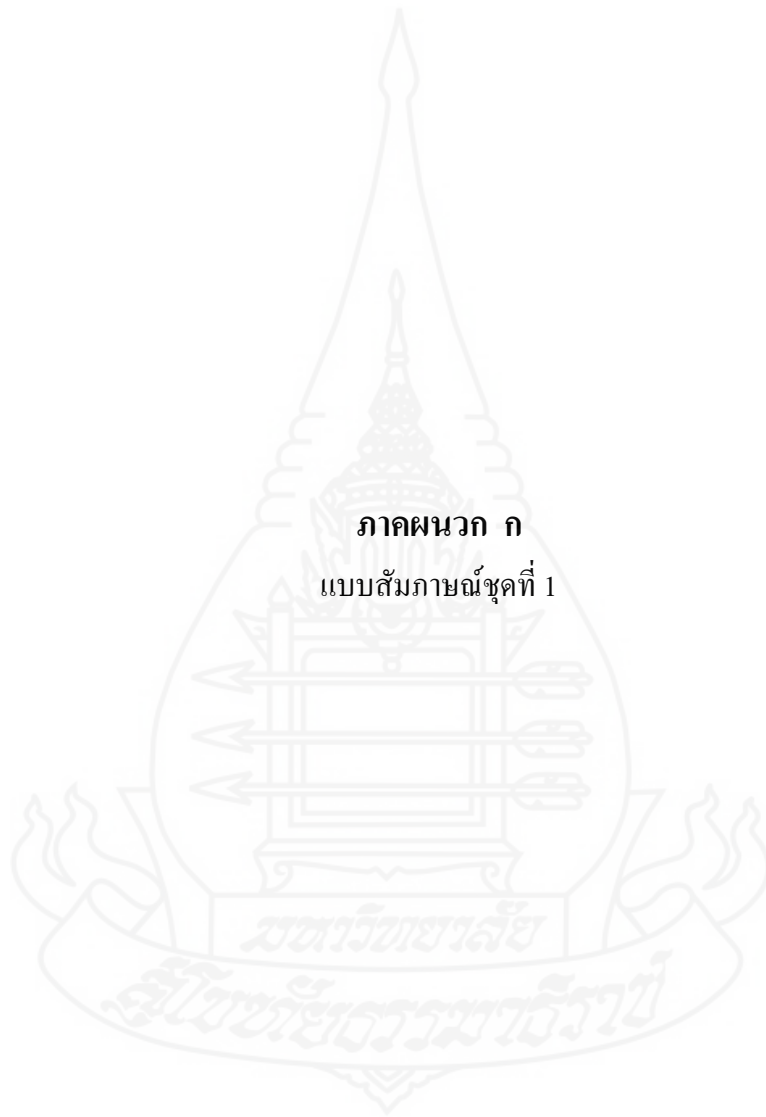 ภาคผนวก ก
แบบสัมภาษณ์ชุดที่ 1
มหาวิทยาลัย
สุโขทัยธรรมาธิราช